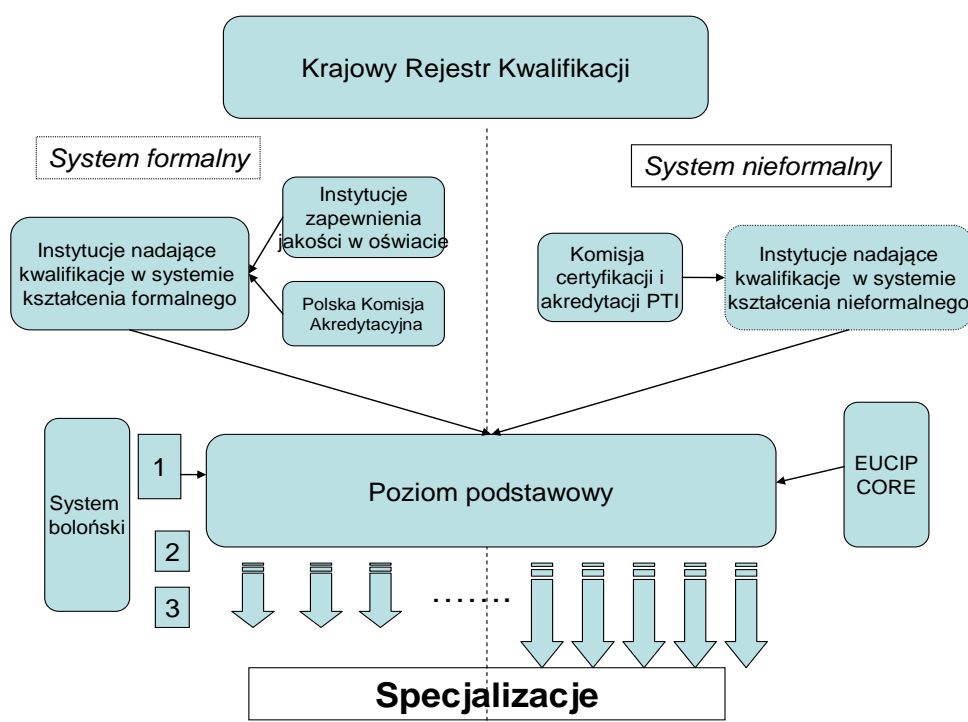 Krajowy Rejestr Kwalifikacji
System formalny
System nieformalny
Instytucje
zapewnienia
jakości w oświacie
Instytucje nadające
kwalifikacje w systemie
kształcenia formalnego
Polska Komisja
Akredytacyjna
Komisja
certyfikacji i
akredytacji PTI
Instytucje nadające
kwalifikacje w systemie
kształcenia nieformalnego
System
boloński
1
2
3
Poziom podstawowy
EUCIP
CORE
........
Specjalizacje